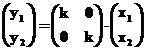 (y₁ y₂) = (k 0 0 k) · (x₁ x₂)